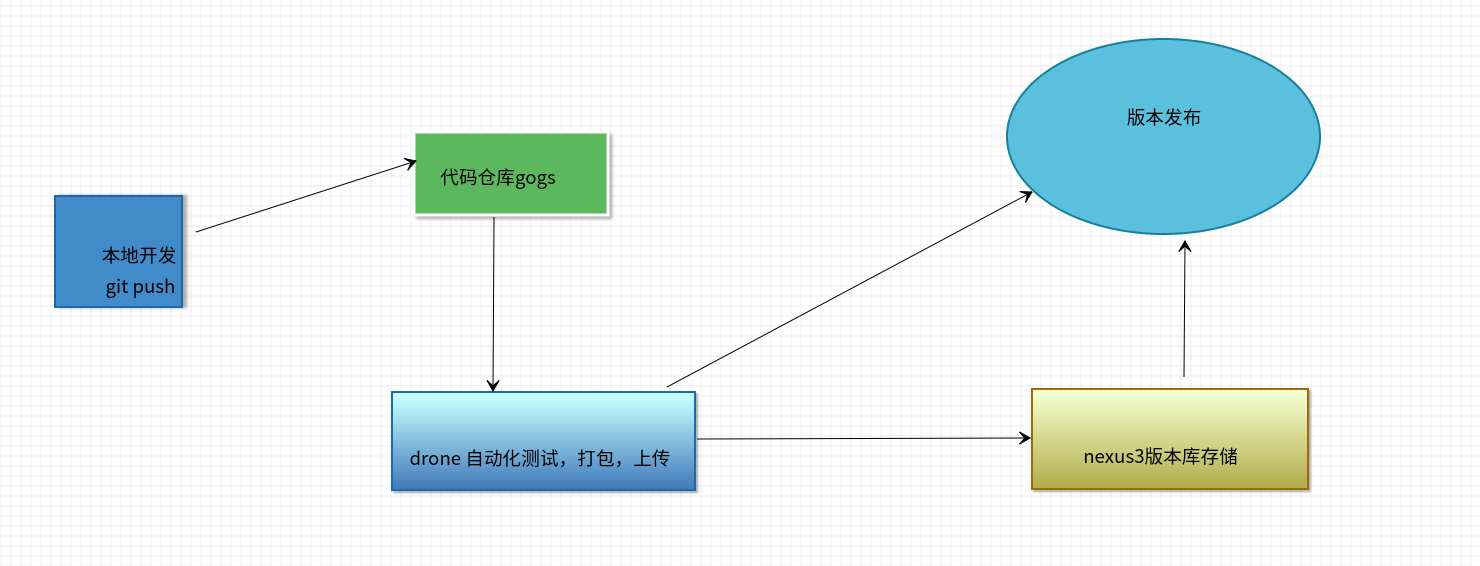 版本发布
代码仓库gogs
本地开发
git push
drone 自动化测试，打包，上传
nexus3版本库存储